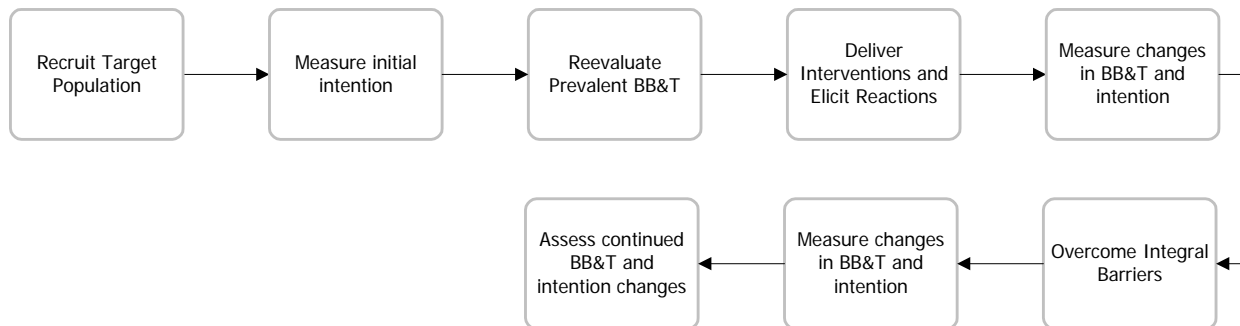 Recruit Target
Population
Measure initial
intention
Reevaluate
Prevalent BB&T
Deliver
Interventions and
Elicit Reactions
Measure changes
in BB&T and
intention
Overcome Integral
Barriers
Measure changes
in BB&T and
intention
Assess continued
BB&T and
intention changes